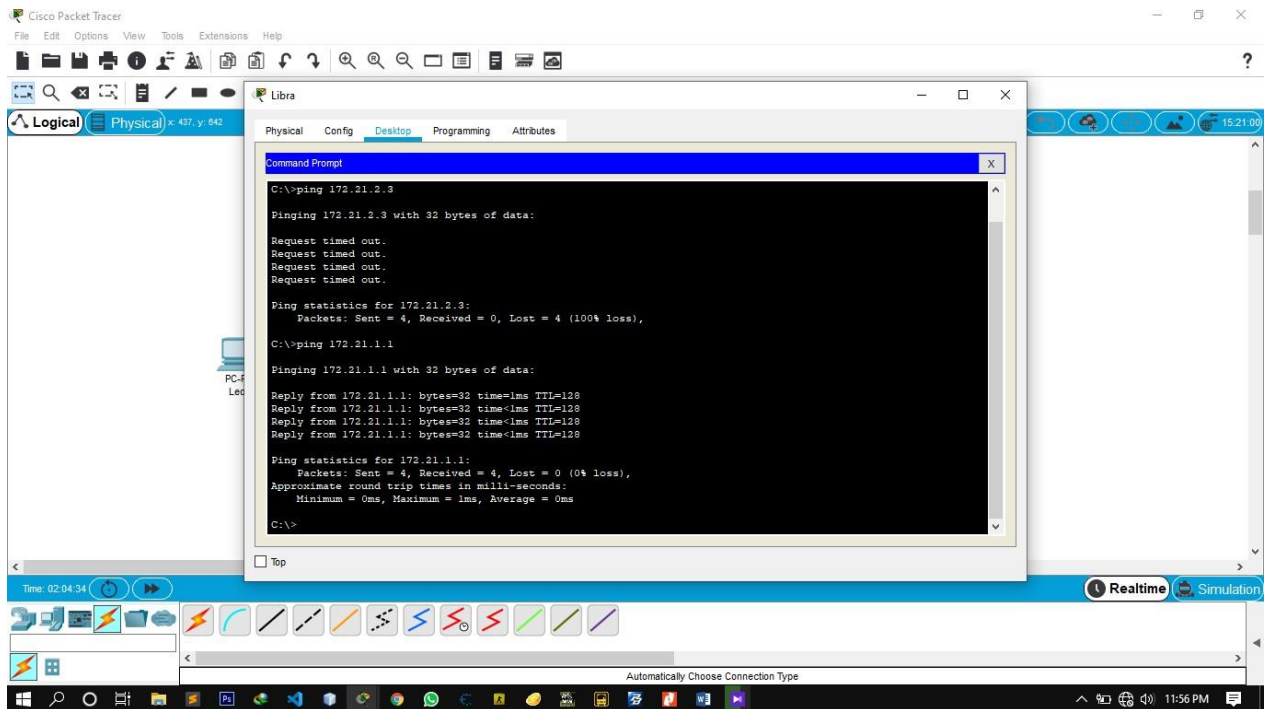 Cisco Packet Tracer
File Edit Options View Tools Extensions Help
Libra
Logical Physical x: 437, y: 642
15:21:00
Physical Config Desktop Programming Attributes
Command Prompt
X
C:\>ping 172.21.2.3
Pinging 172.21.2.3 with 32 bytes of data:
Request timed out.
Request timed out.
Request timed out.
Request timed out.
Ping statistics for 172.21.2.3:
Packets: Sent = 4, Received = 0, Lost = 4 (100% loss),
C:\>ping 172.21.1.1
Pinging 172.21.1.1 with 32 bytes of data:
Reply from 172.21.1.1: bytes=32 time=1ms TTL=128
Reply from 172.21.1.1: bytes=32 time<1ms TTL=128
Reply from 172.21.1.1: bytes=32 time<1ms TTL=128
Reply from 172.21.1.1: bytes=32 time<1ms TTL=128
Ping statistics for 172.21.1.1:
Packets: Sent = 4, Received = 4, Lost = 0 (0% loss),
Approximate round trip times in milli-seconds:
Minimum = 0ms, Maximum = 1ms, Average = 0ms
C:\>
Top
Time: 02:04:34
Realtime Simulation
Automatically Choose Connection Type
11:56 PM